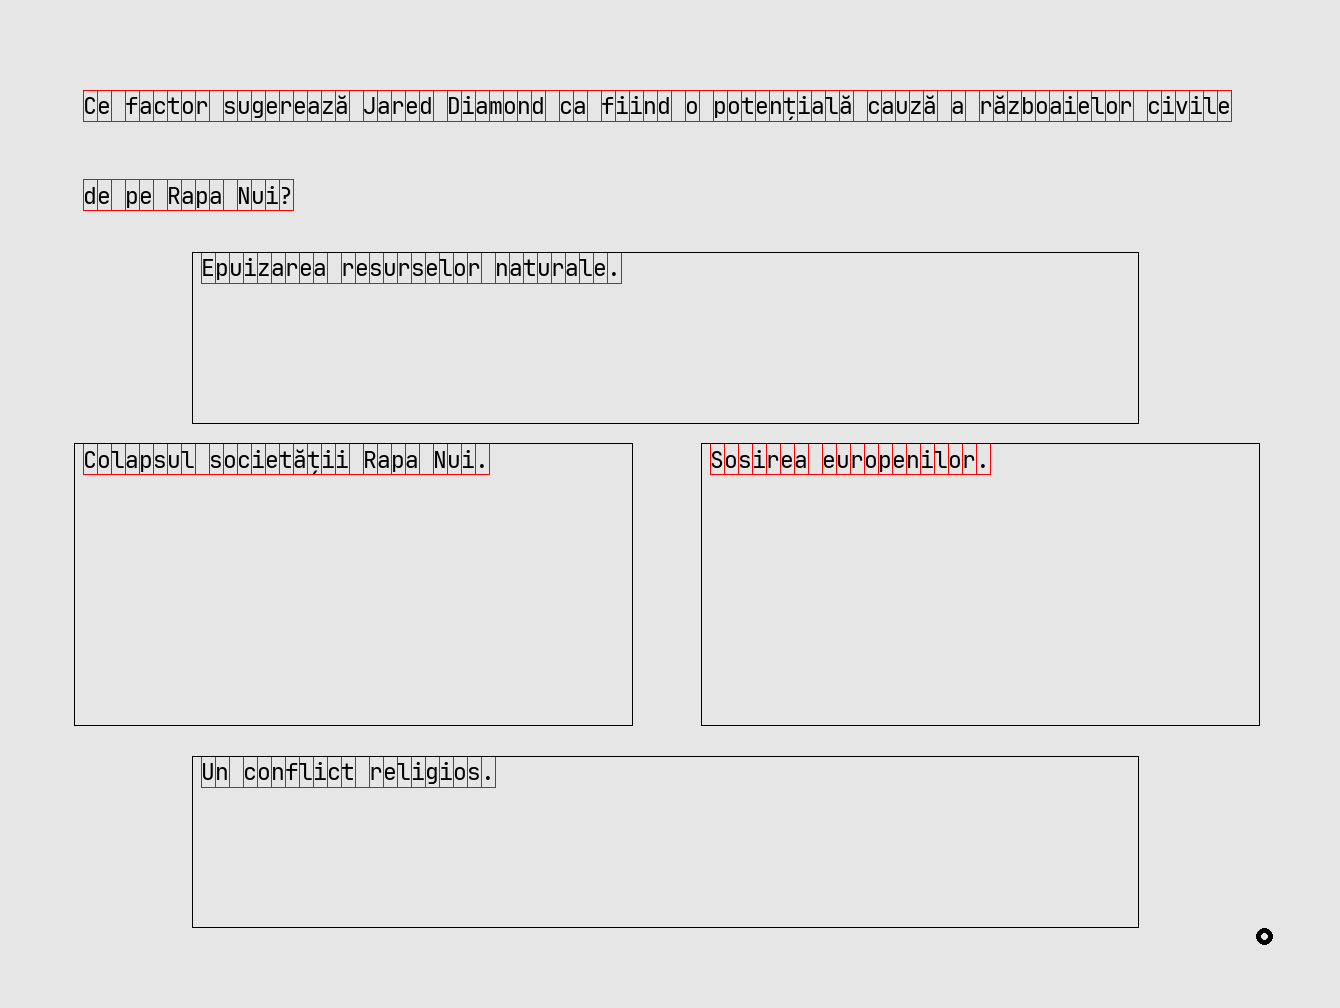 Ce factor sugerează Jared Diamond ca fiind o potențială cauză a războaielor civile
de pe Rapa Nui?
Epuizarea resurselor naturale.
Colapsul societății Rapa Nui.
Sosirea europenilor.
Un conflict religios.